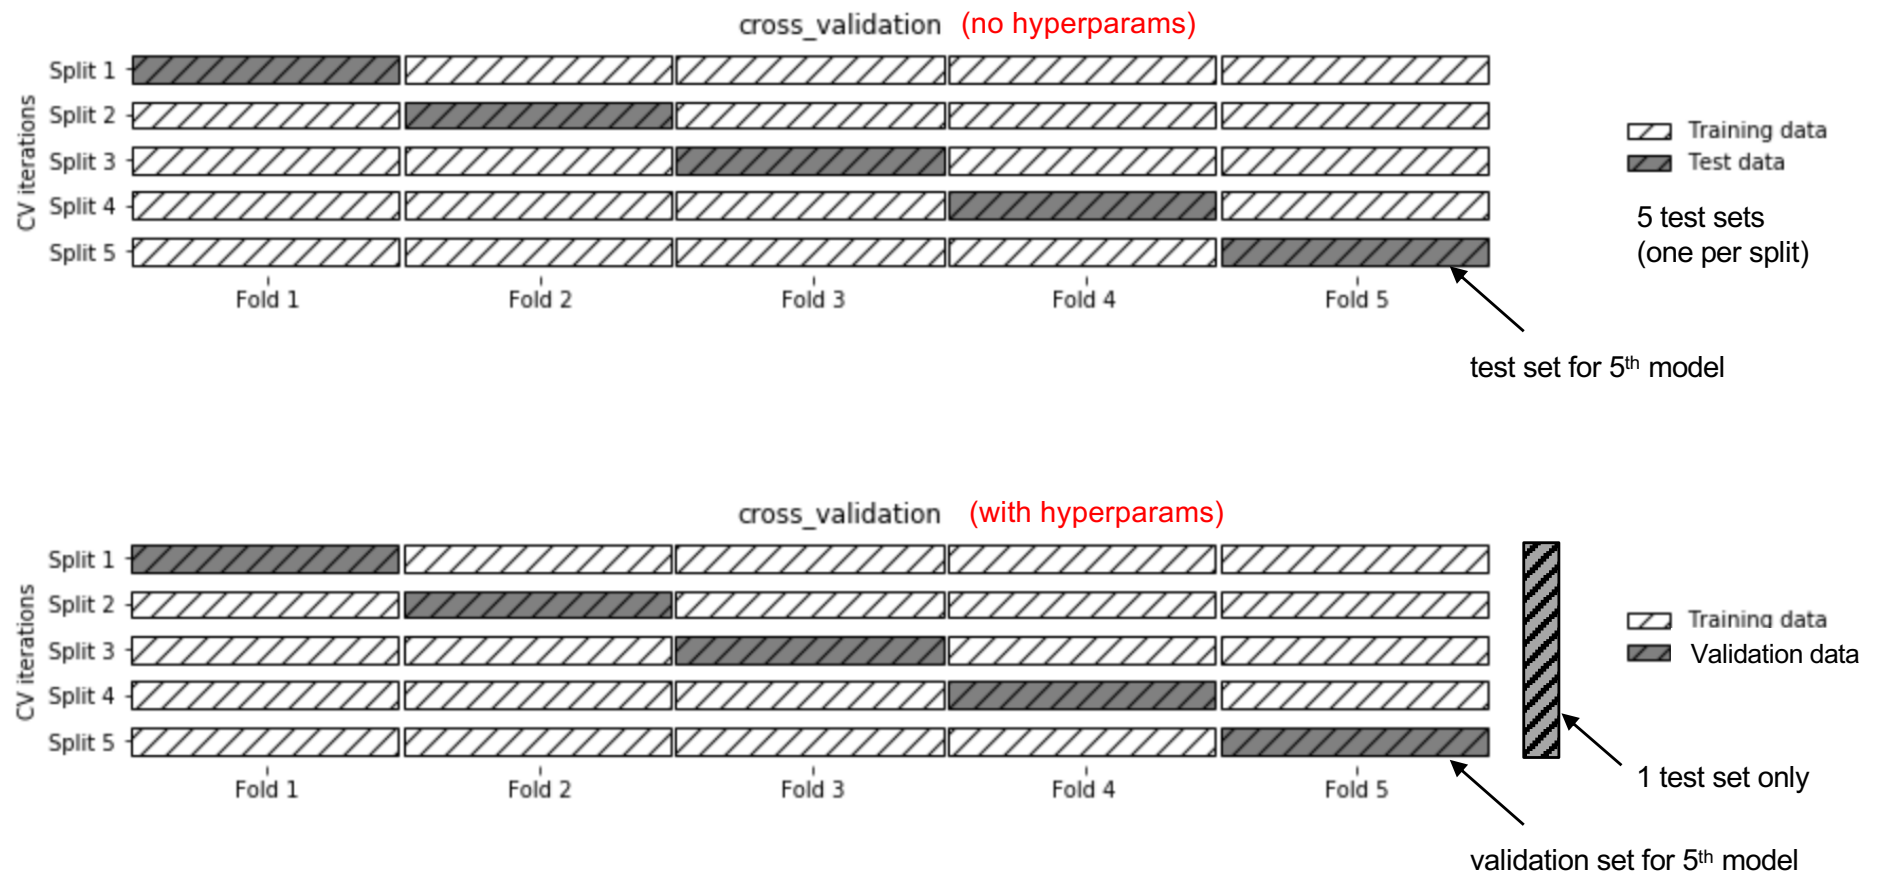 cross_validation (no hyperparams)
CV iterations
Split 1
Split 2
Split 3
Split 4
Split 5
Fold 1 Fold 2 Fold 3 Fold 4 Fold 5
Training data
Test data
5 test sets
(one per split)
test set for 5th model
cross_validation (with hyperparams)
CV iterations
Split 1
Split 2
Split 3
Split 4
Split 5
Fold 1 Fold 2 Fold 3 Fold 4 Fold 5
Training data
Validation data
1 test set only
validation set for 5th model